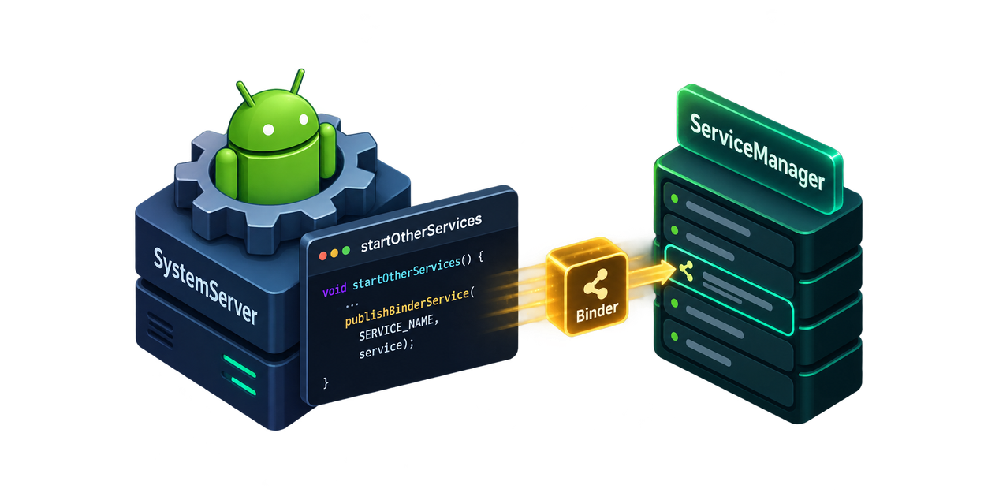 SystemServer
startOtherServices
void startOtherServices() {
...
publishBinderService(
SERVICE_NAME,
service);
}
Binder
ServiceManager